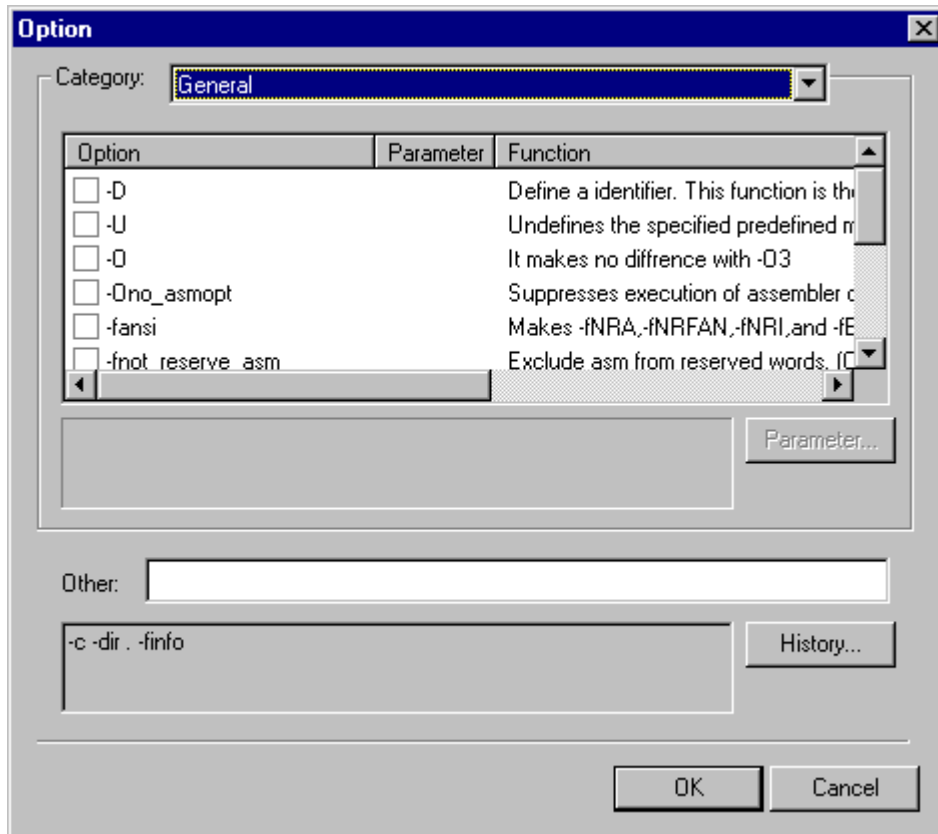 Option
Category: General
Option Parameter Function
-D Define a identifier. This function is the
-U Undefines the specified predefined m
-O It makes no diffrence with -O3
-Ono_asmopt Suppresses execution of assembler o
-fansi Makes -fNRA,-fNRFAN,-fNRI,and -fE
-fnot_reserve_asm Exclude asm from reserved words. (O
Parameter...
Other:
-c -dir . -finfo
History...
OK Cancel